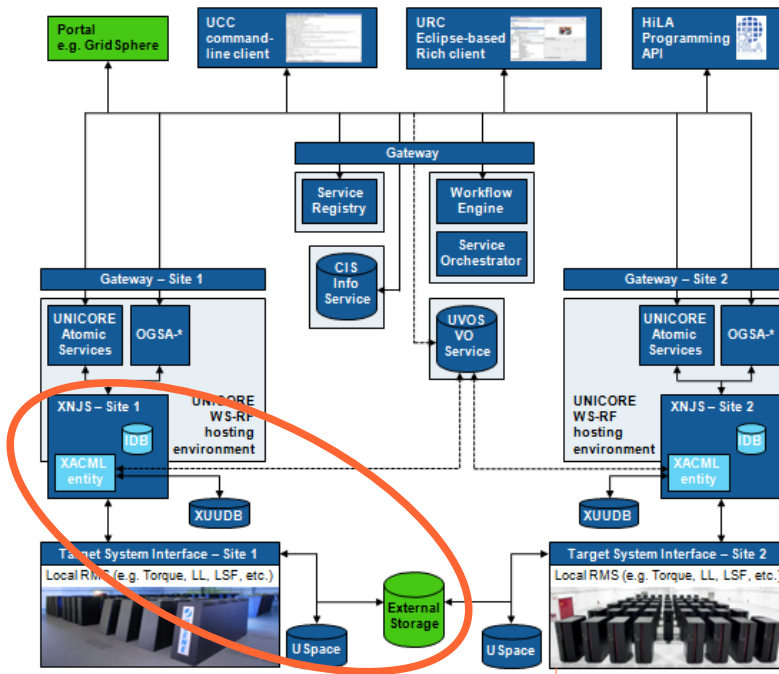 Portal
e.g. GridSphere
UCC
command-
line client
URC
Eclipse-based
Rich client
HiLA
Programming
API
Gateway
Service
Registry
Workflow
Engine
Service
Orchestrator
CIS
Info
Service
UVOS
VO
Service
Gateway – Site 1
UNICORE
Atomic
Services
OGSA-*
UNICORE
WS-RF
hosting
environment
XNJS – Site 1
IDB
XACML
entity
XUUDB
Target System Interface – Site 1
Local RMS (e.g. Torque, LL, LSF, etc.)
USpace
External
Storage
Gateway – Site 2
UNICORE
Atomic
Services
OGSA-*
UNICORE
WS-RF
hosting
environment
XNJS – Site 2
IDB
XACML
entity
XUUDB
Target System Interface – Site 2
Local RMS (e.g. Torque, LL, LSF, etc.)
USpace